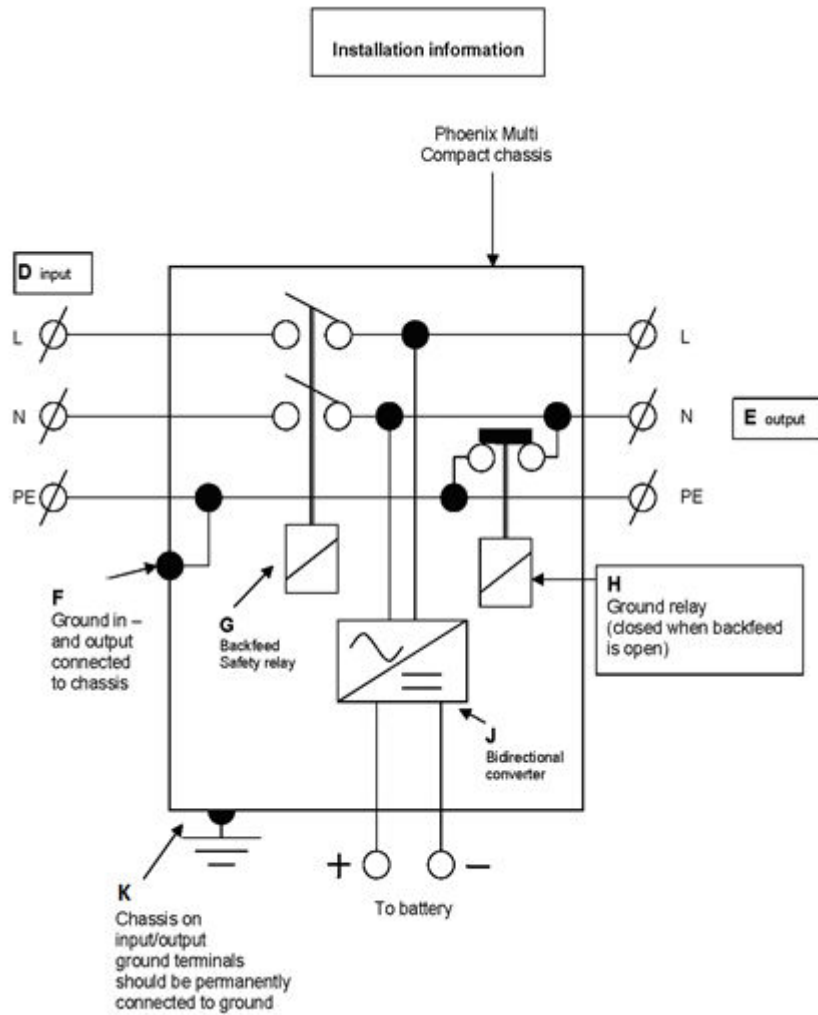 Installation information
Phoenix Multi
Compact chassis
D input
L
L
N
N
E output
PE
PE
F
Ground in –
and output
connected
to chassis
G
Backfeed
Safety relay
H
Ground relay
(closed when backfeed
is open)
J
Bidirectional
converter
+
–
To battery
K
Chassis on
input/output
ground terminals
should be permanently
connected to ground